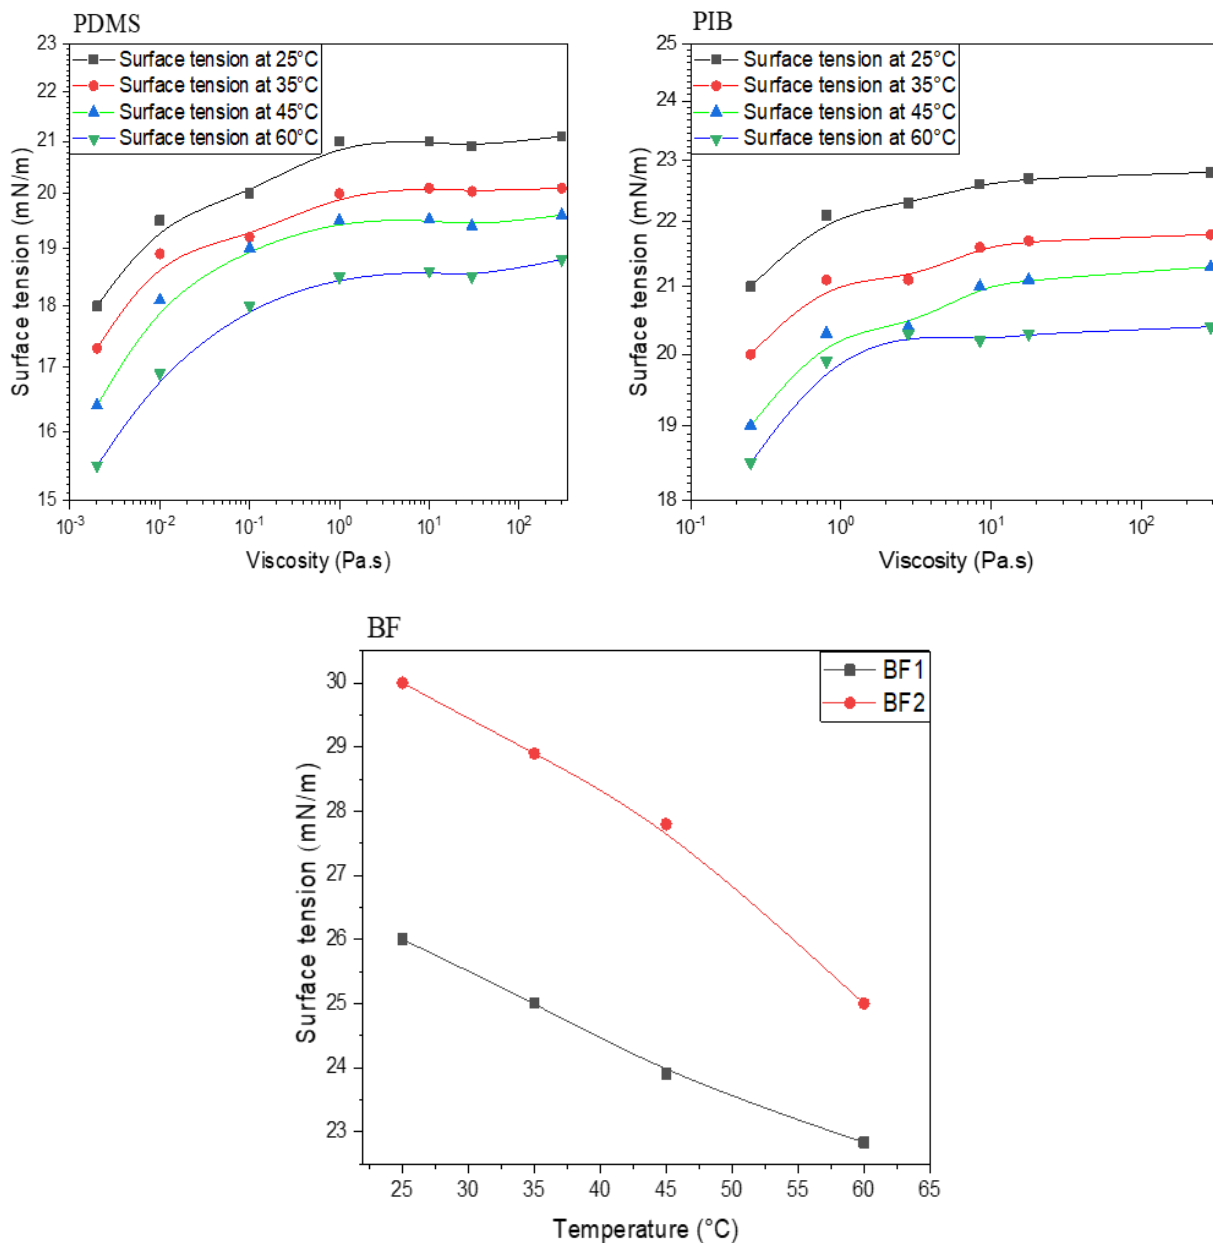 PDMS
Surface tension at 25°C
Surface tension at 35°C
Surface tension at 45°C
Surface tension at 60°C
23
22
21
20
19
18
17
16
15
Surface tension (mN/m)
10⁻³ 10⁻² 10⁻¹ 10⁰ 10¹ 10²
Viscosity (Pa.s)
PIB
Surface tension at 25°C
Surface tension at 35°C
Surface tension at 45°C
Surface tension at 60°C
25
24
23
22
21
20
19
18
Surface tension (mN/m)
10⁻¹ 10⁰ 10¹ 10²
Viscosity (Pa.s)
BF
BF1
BF2
30
29
28
27
26
25
24
23
Surface tension (mN/m)
25 30 35 40 45 50 55 60 65
Temperature (°C)